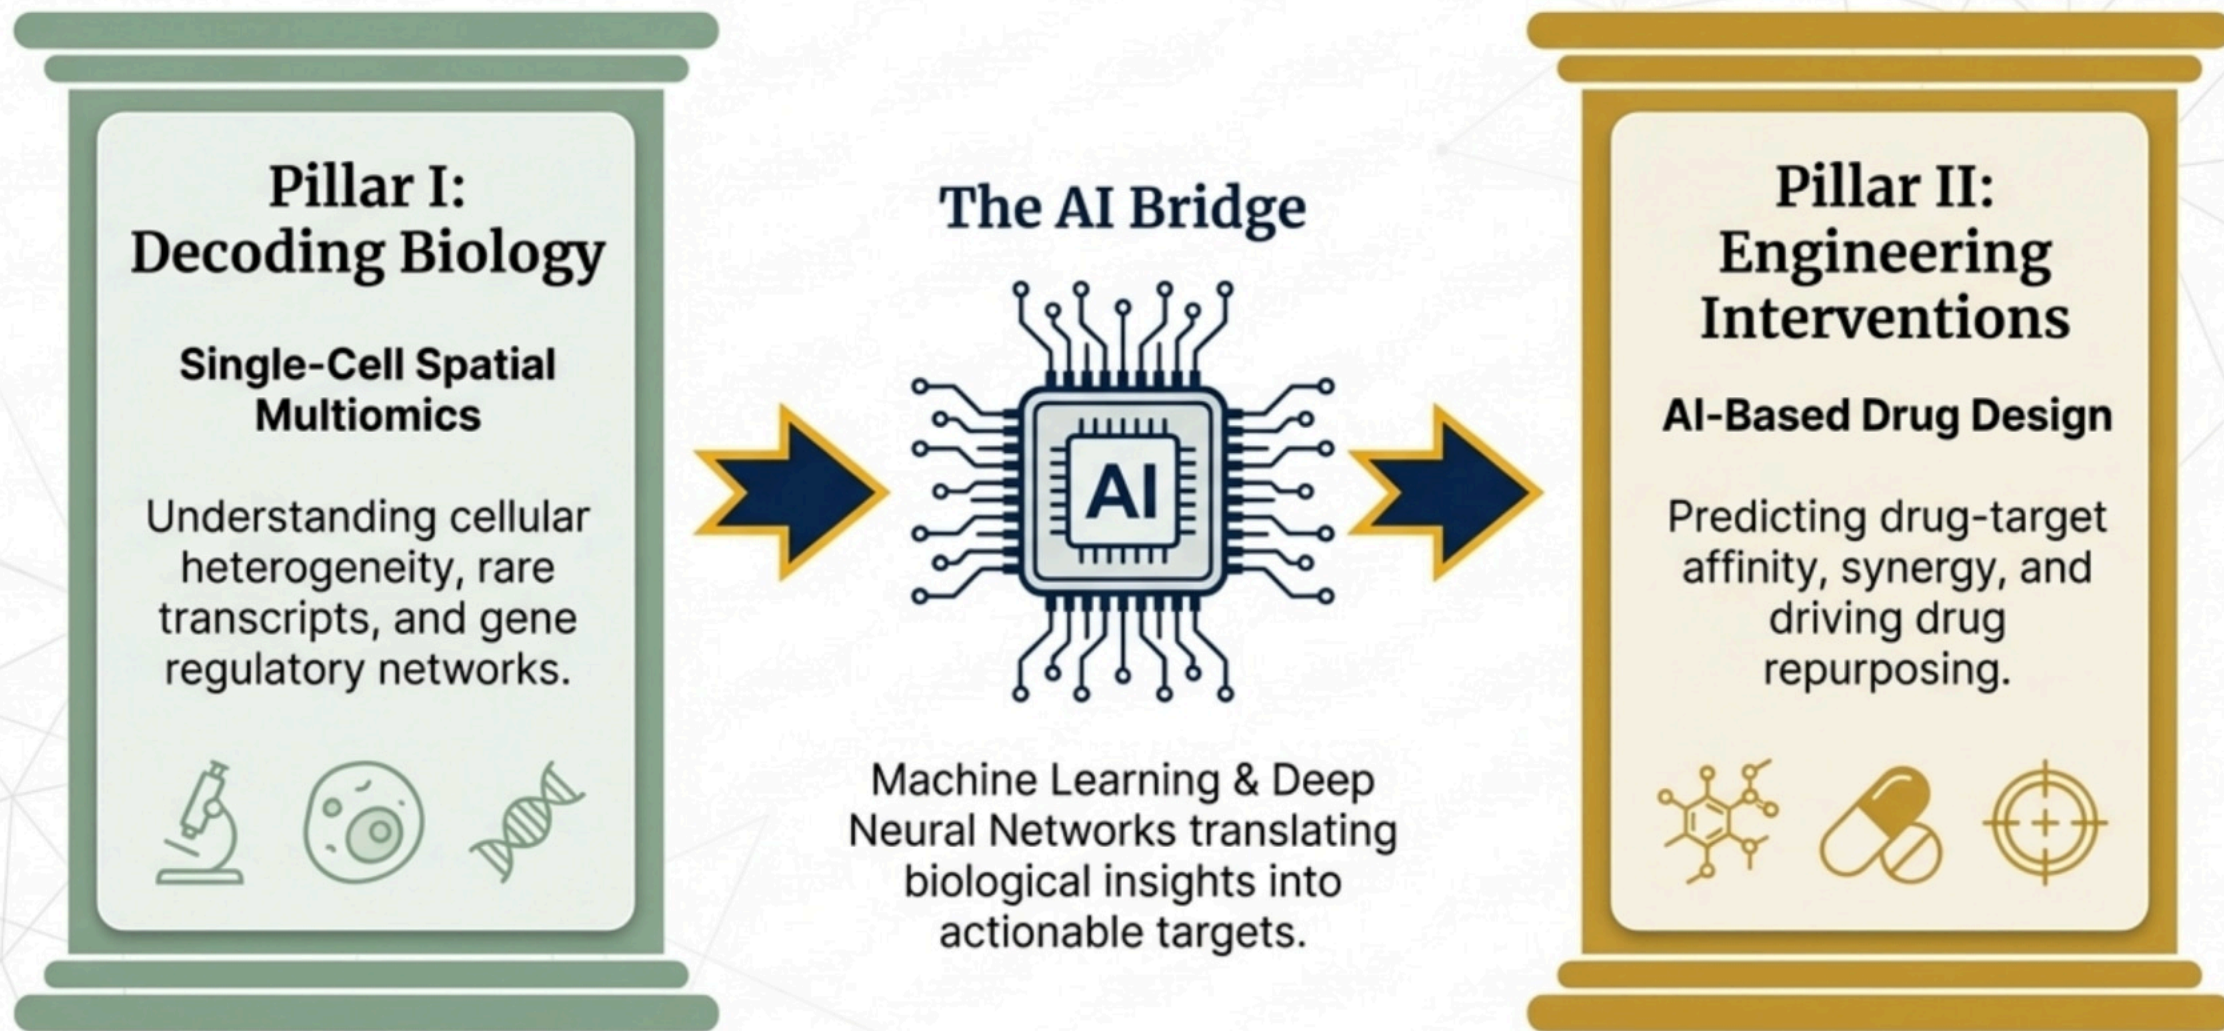 Pillar I:
Decoding Biology
Single-Cell Spatial
Multiomics
Understanding cellular
heterogeneity, rare
transcripts, and gene
regulatory networks.
The AI Bridge
AI
Machine Learning & Deep
Neural Networks translating
biological insights into
actionable targets.
Pillar II:
Engineering
Interventions
AI-Based Drug Design
Predicting drug-target
affinity, synergy, and
driving drug
repurposing.